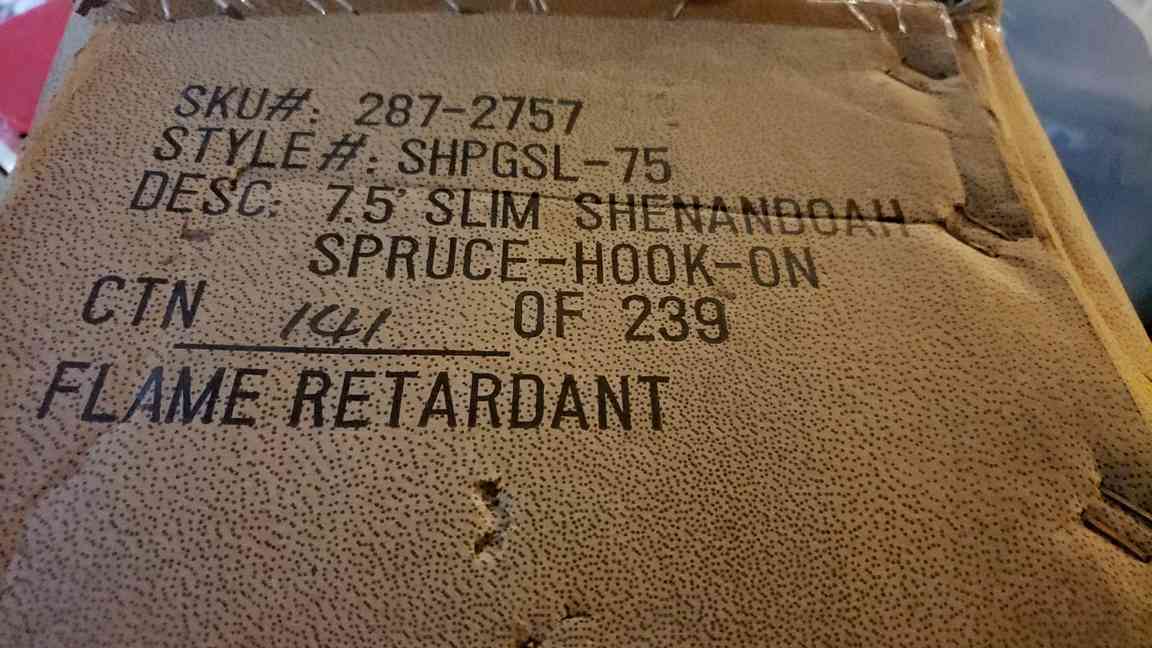 SKU#: 287-2757
STYLE#: SHPGSL-75
DESC: 7.5' SLIM SHENANDOAH
SPRUCE-HOOK-ON
CTN 141 OF 239
FLAME RETARDANT